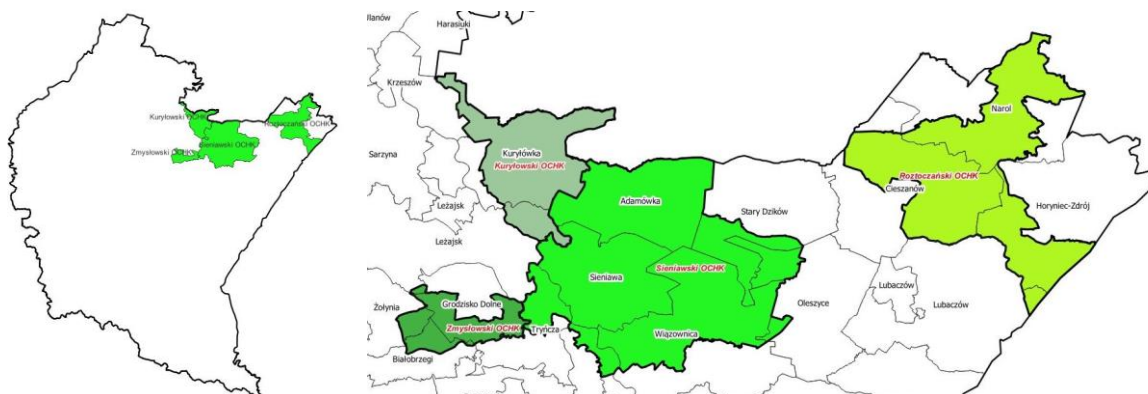 Kuryłowski OCHK
Roztoczański OCHK
Sieniawski OCHK
Zmysłowski OCHK
Harasiuki
Krzeszów
Narol
Sarzyna
Kuryłówka
Kuryłowski OCHK
Roztoczański OCHK
Cieszanów
Leżajsk
Adamówka
Stary Dzików
Horyniec-Zdrój
Leżajsk
Sieniawa
Sieniawski OCHK
Lubaczów
Żołynia
Grodzisko Dolne
Oleszyce
Lubaczów
Zmysłowski OCHK
Tryńcza
Wiązownica
Białobrzegi